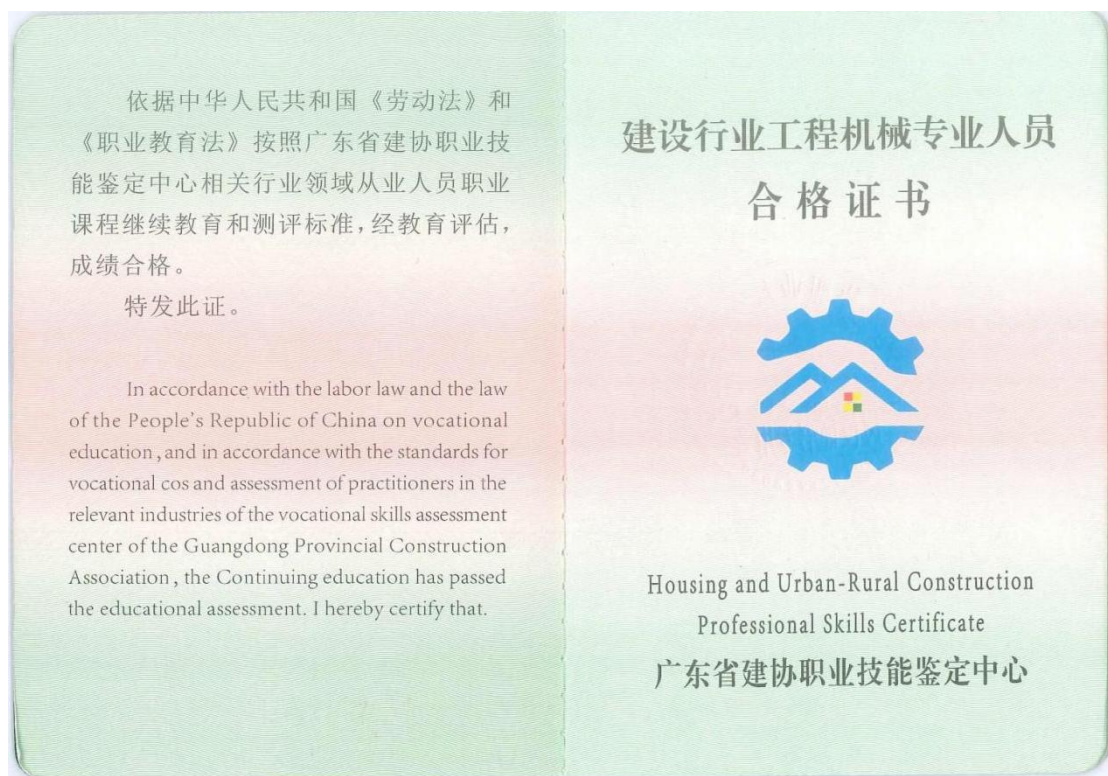 依据中华人民共和国《劳动法》和
《职业教育法》按照广东省建协职业技
能鉴定中心相关行业领域从业人员职业
课程继续教育和测评标准，经教育评估，
成绩合格。
特发此证。
In accordance with the labor law and the law
of the People's Republic of China on vocational
education,and in accordance with the standards for
vocational cos and assessment of practitioners in the
relevant industries of the vocational skills assessment
center of the Guangdong Provincial Construction
Association, the Continuing education has passed
the educational assessment. I hereby certify that.
建设行业工程机械专业人员
合格证书
Housing and Urban-Rural Construction
Professional Skills Certificate
广东省建协职业技能鉴定中心